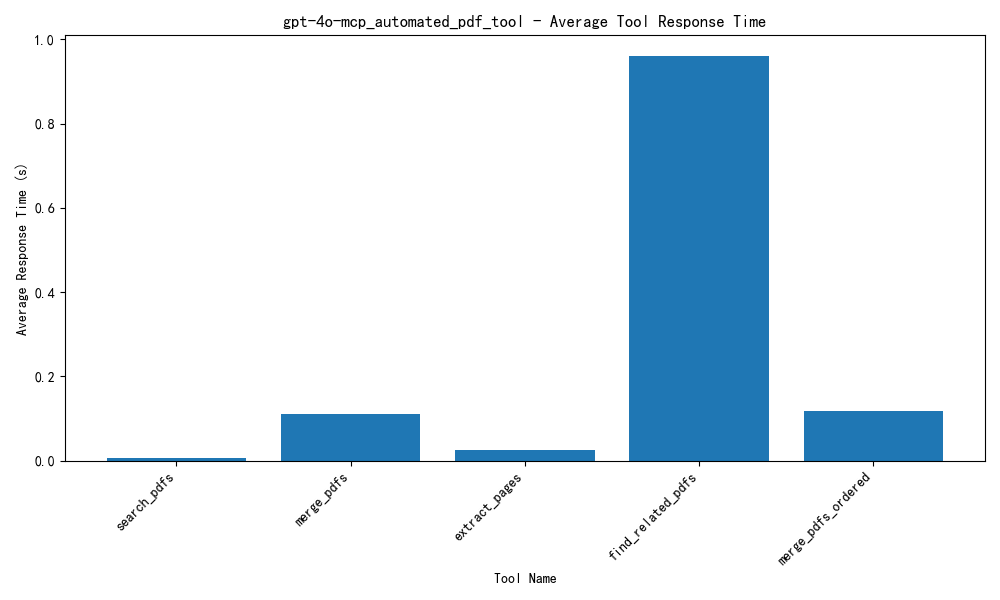 gpt-4o-mcp_automated_pdf_tool - Average Tool Response Time
Average Response Time (s)
1.0
0.8
0.6
0.4
0.2
0.0
search_pdfs
merge_pdfs
extract_pages
find_related_pdfs
merge_pdfs_ordered
Tool Name